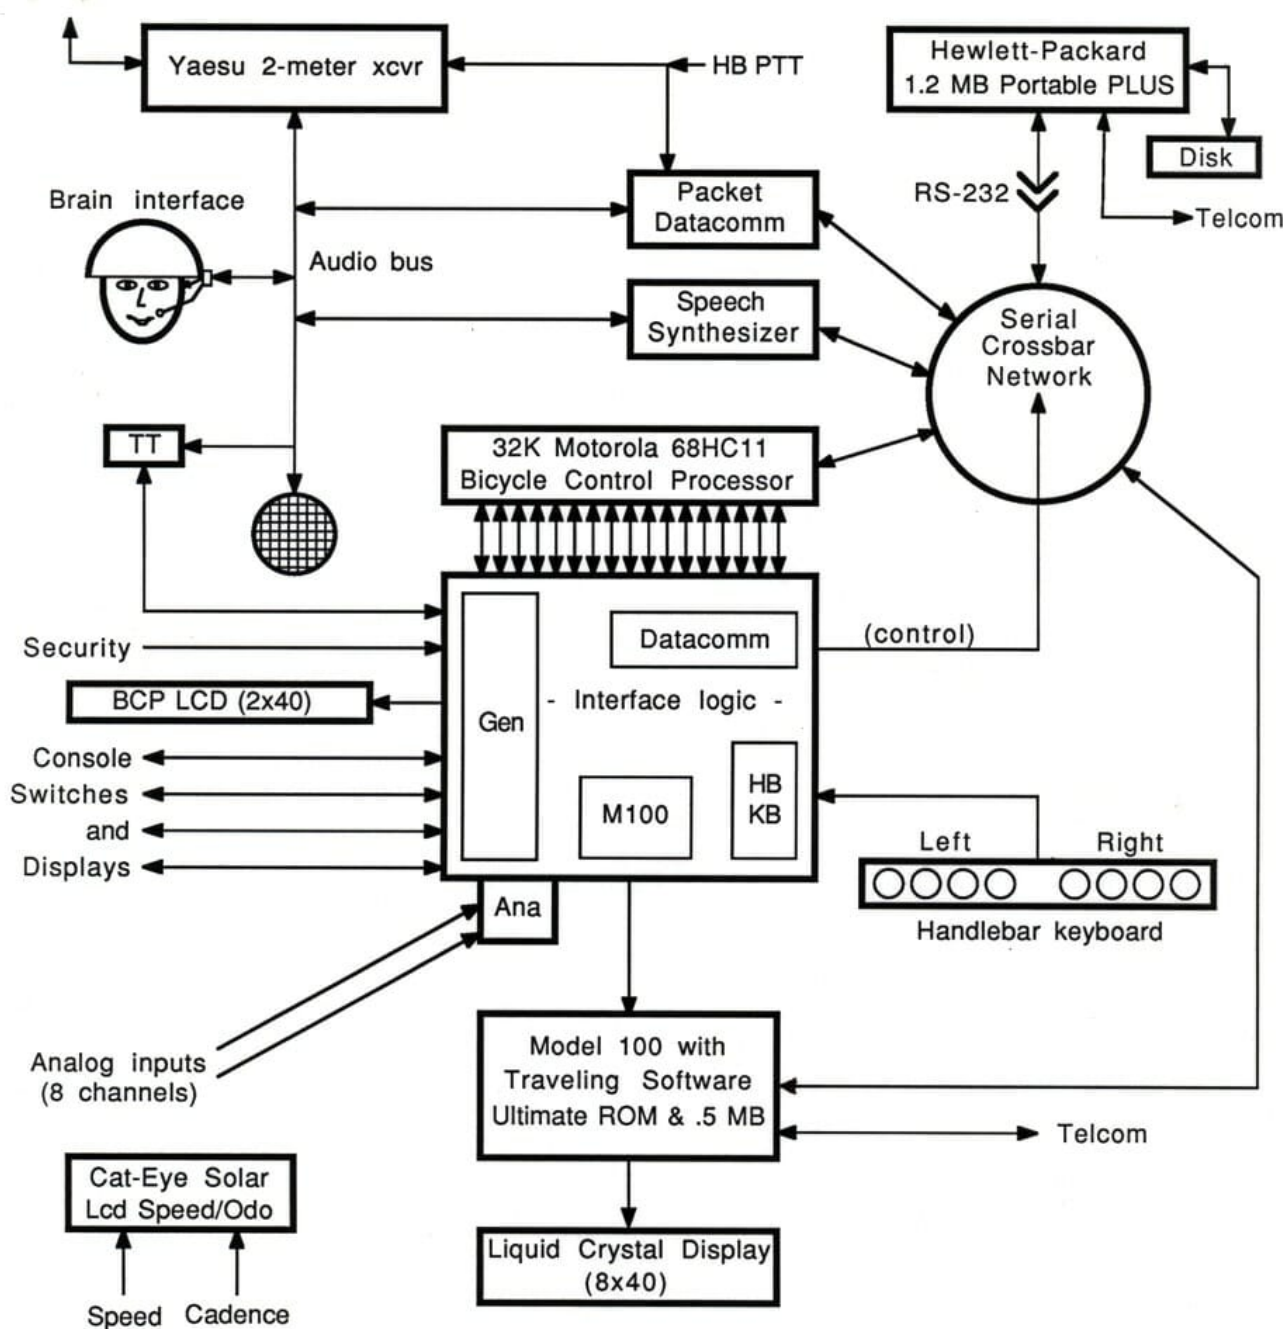 Yaesu 2-meter xcvr
HB PTT
Hewlett-Packard
1.2 MB Portable PLUS
Disk
Brain interface
Packet
Datacomm
RS-232
Telcom
Audio bus
Speech
Synthesizer
Serial
Crossbar
Network
TT
32K Motorola 68HC11
Bicycle Control Processor
Security
Datacomm
(control)
BCP LCD (2x40)
Gen
- Interface logic -
Console
Switches
and
Displays
M100
HB
KB
Left
Right
Handlebar keyboard
Ana
Analog inputs
(8 channels)
Model 100 with
Traveling Software
Ultimate ROM & .5 MB
Telcom
Cat-Eye Solar
Lcd Speed/Odo
Speed
Cadence
Liquid Crystal Display
(8x40)